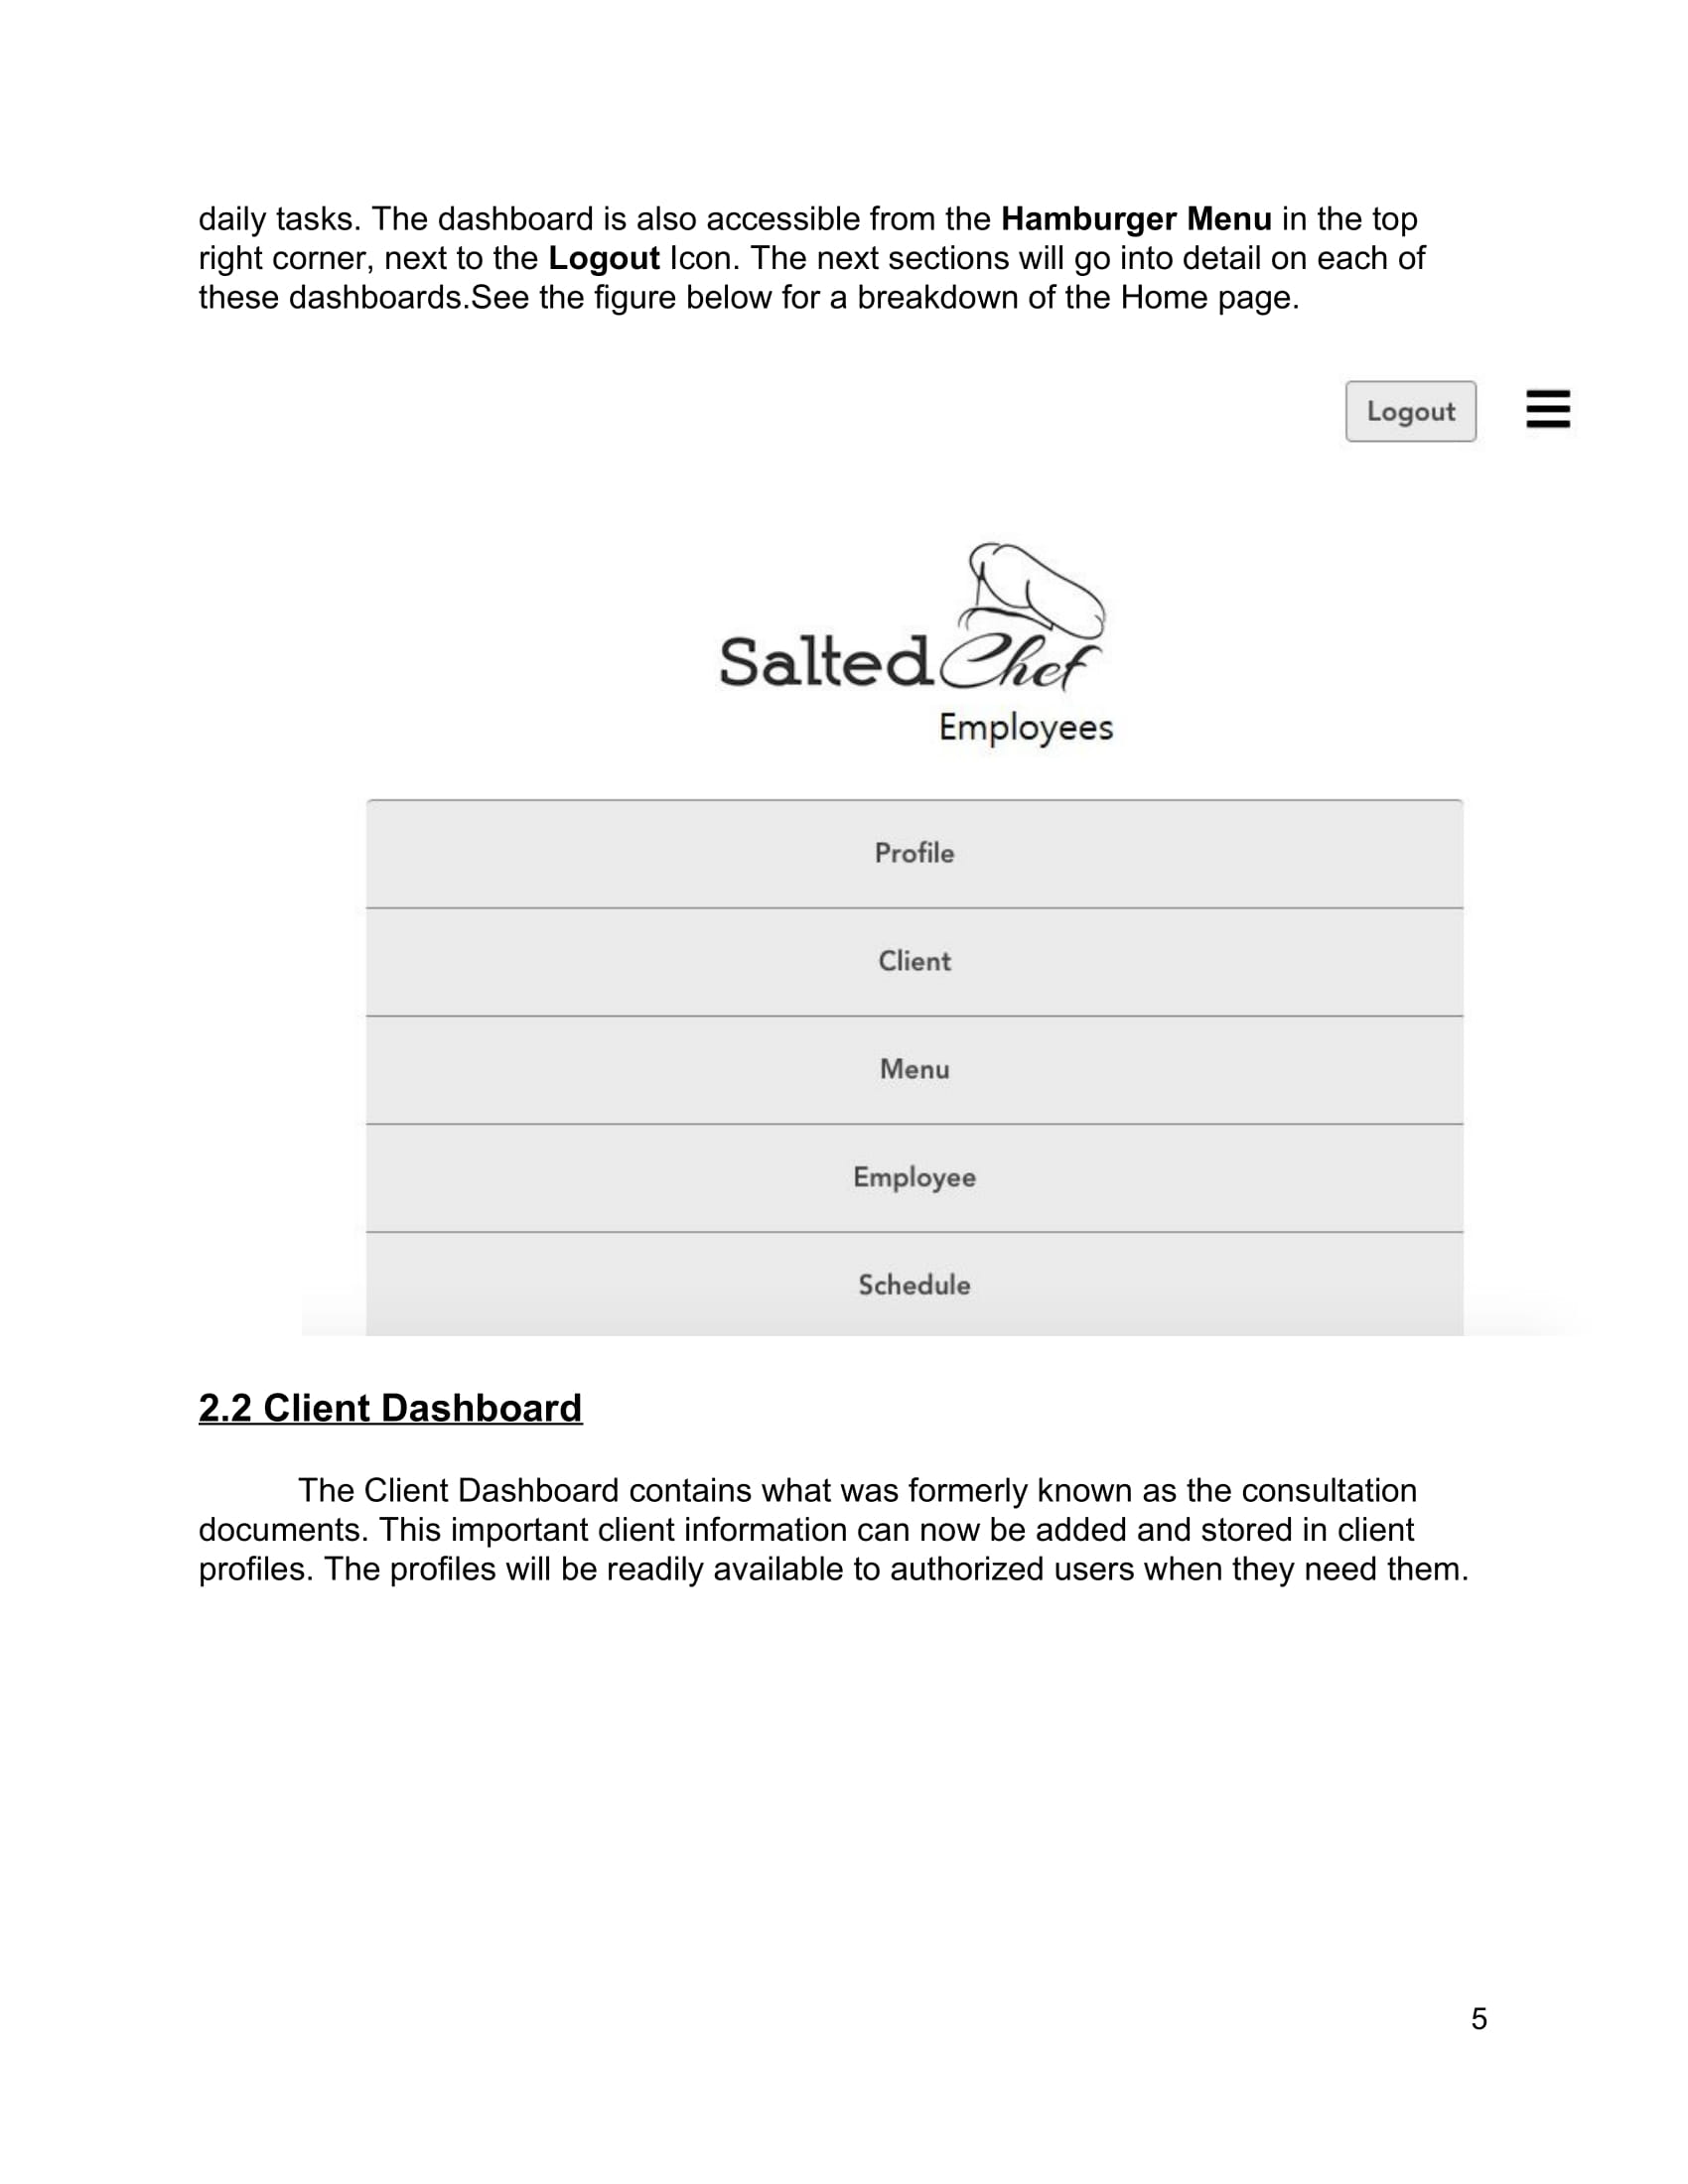 daily tasks. The dashboard is also accessible from the Hamburger Menu in the top
right corner, next to the Logout Icon. The next sections will go into detail on each of
these dashboards.See the figure below for a breakdown of the Home page.
Logout
Salted Chef
Employees
Profile
Client
Menu
Employee
Schedule
2.2 Client Dashboard
The Client Dashboard contains what was formerly known as the consultation
documents. This important client information can now be added and stored in client
profiles. The profiles will be readily available to authorized users when they need them.
5